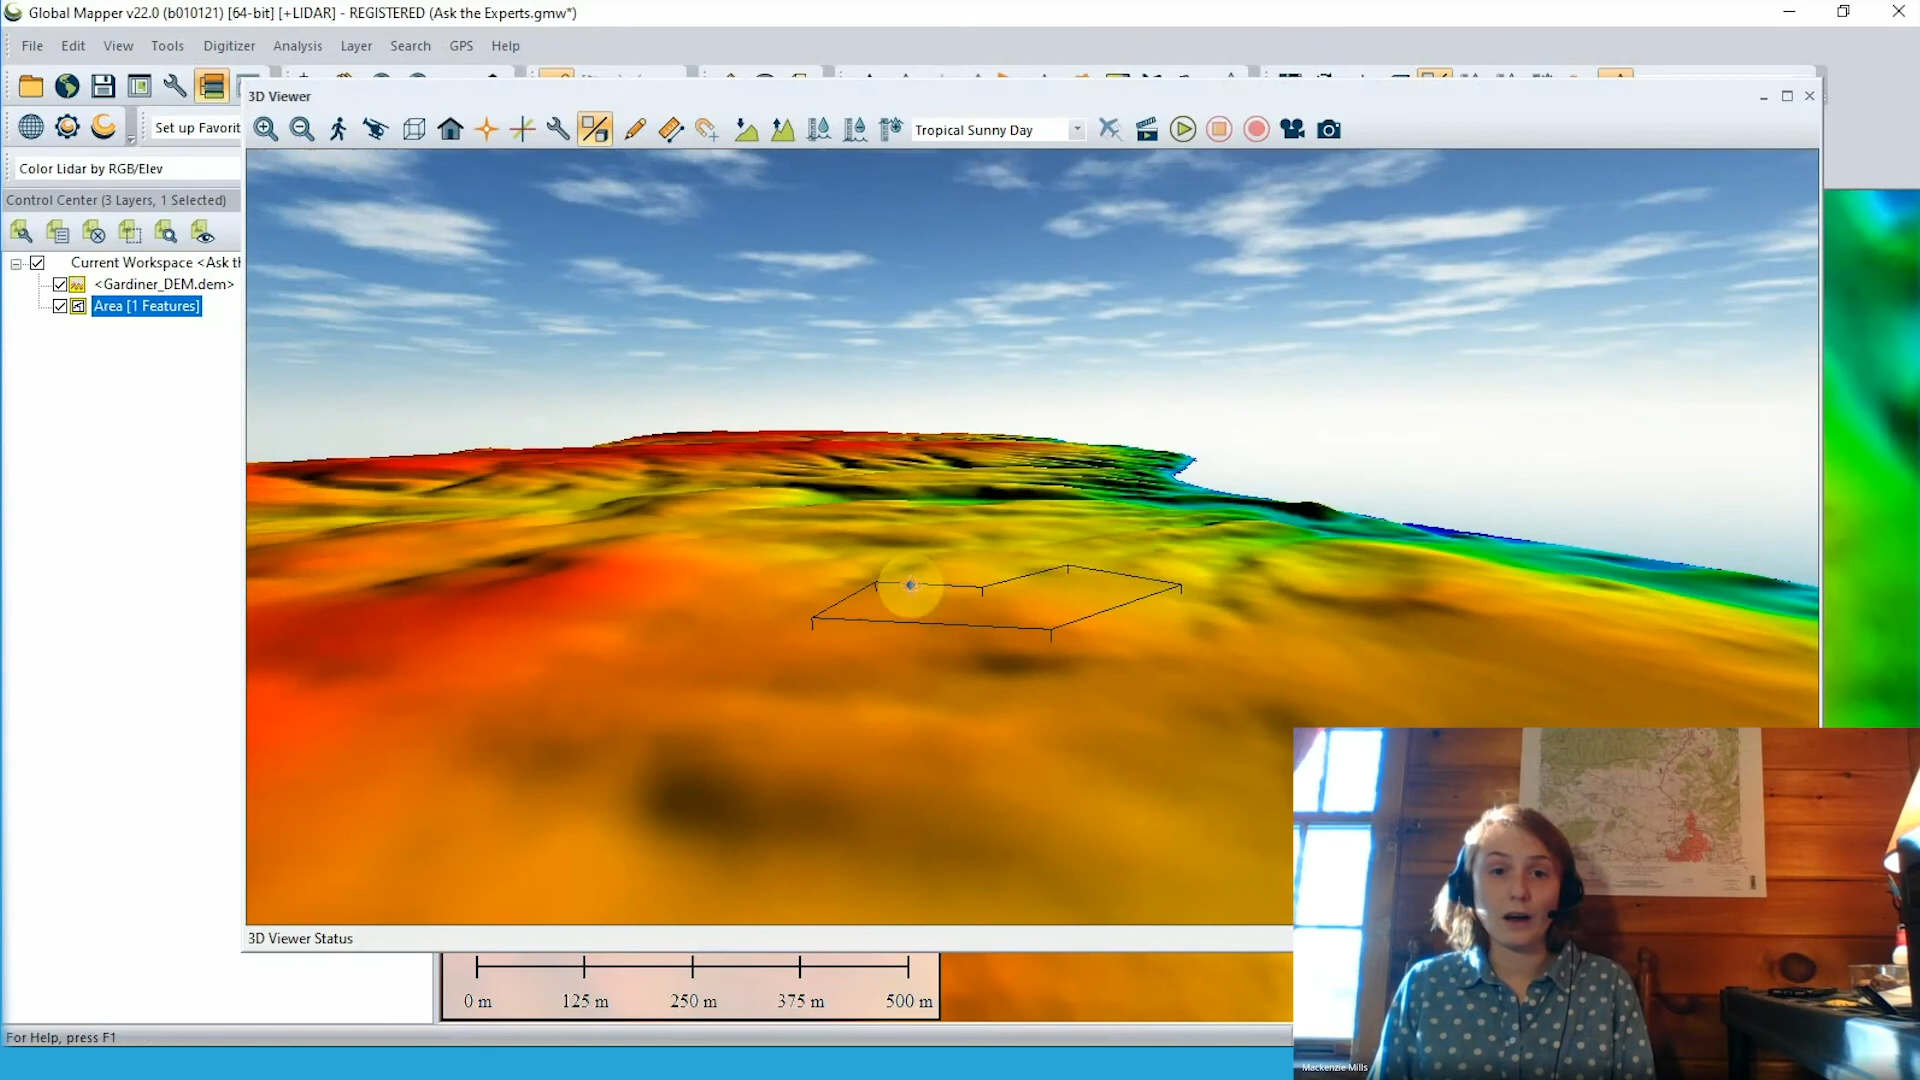 Global Mapper v22.0 (b010121) [64-bit] [+LIDAR] - REGISTERED (Ask the Experts.gmw*)
File Edit View Tools Digitizer Analysis Layer Search GPS Help
3D Viewer
Set up Favorit
Tropical Sunny Day
Color Lidar by RGB/Elev
Control Center (3 Layers, 1 Selected)
Current Workspace <Ask th
<Gardiner_DEM.dem>
Area [1 Features]
3D Viewer Status
0 m 125 m 250 m 375 m 500 m
For Help, press F1
Mackenzie Mills